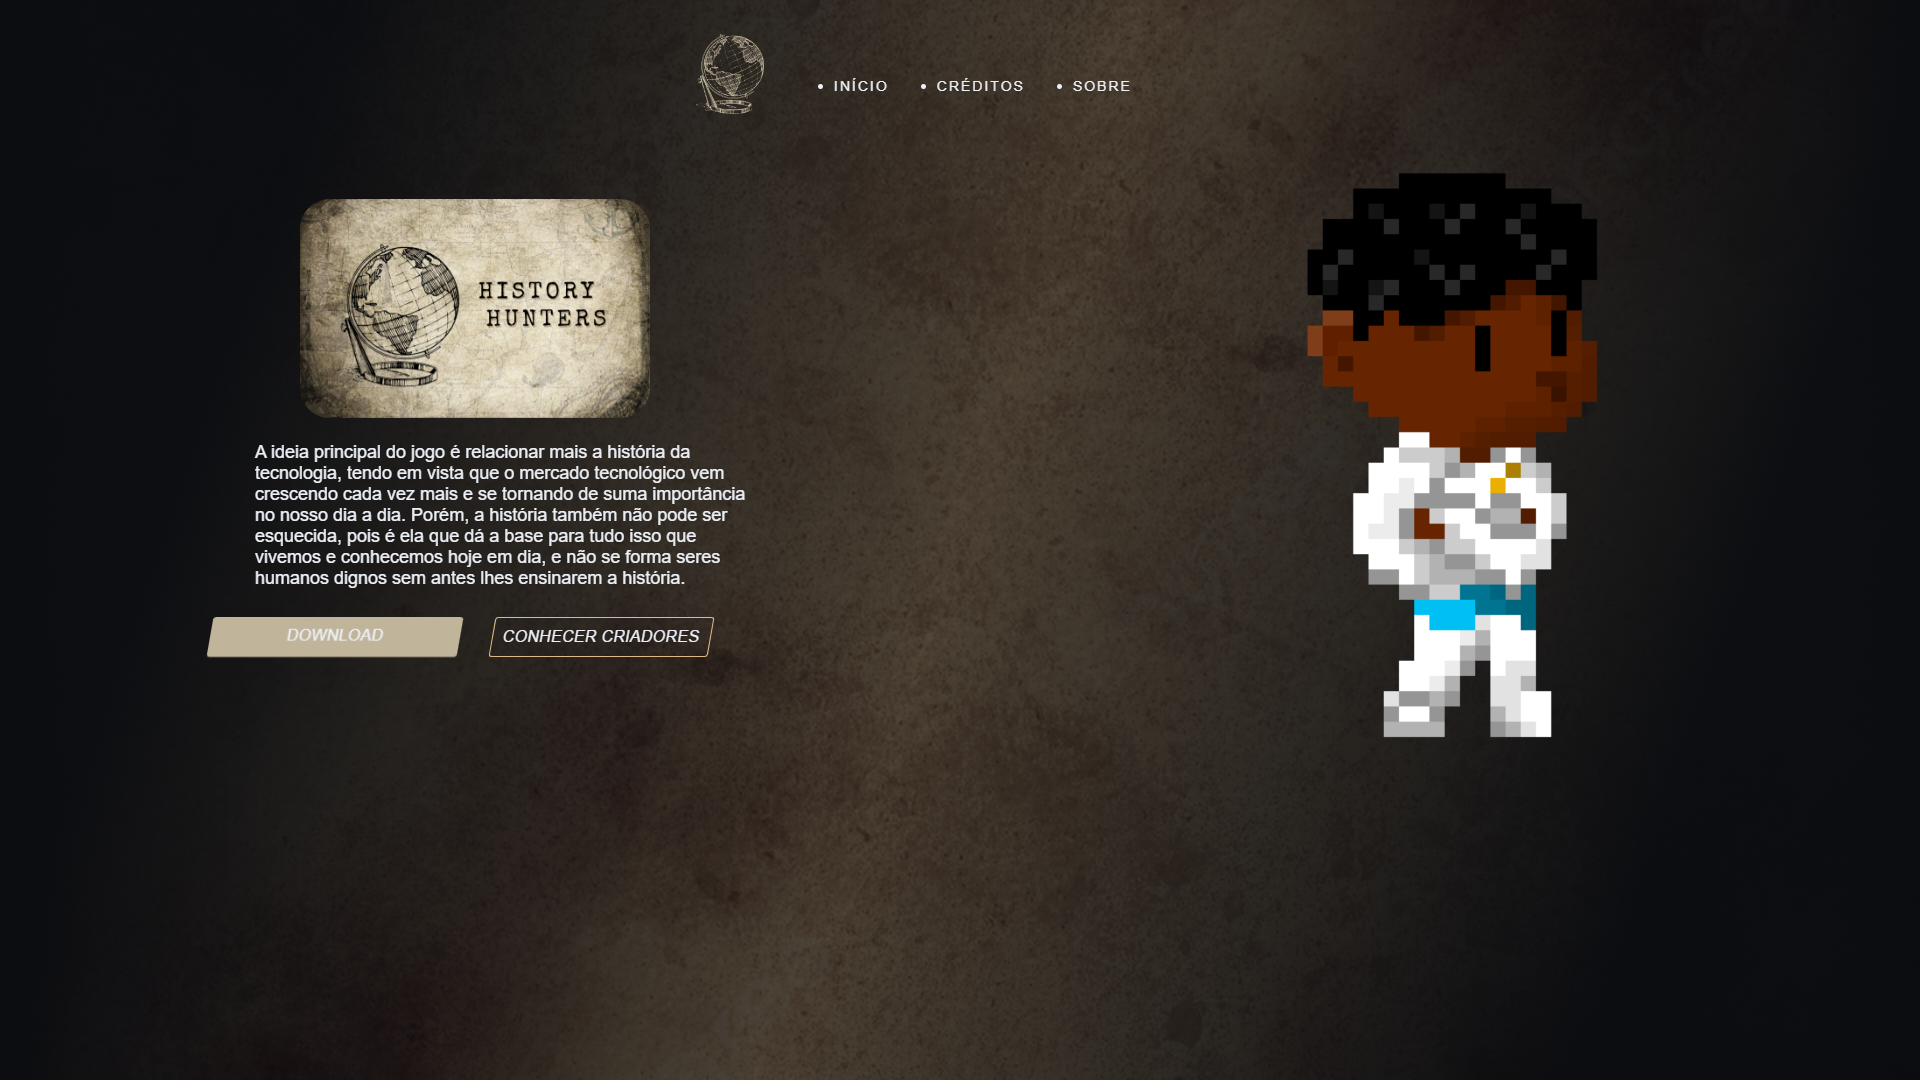 INÍCIO
CRÉDITOS
SOBRE
HISTORY
HUNTERS
A ideia principal do jogo é relacionar mais a história da
tecnologia, tendo em vista que o mercado tecnológico vem
crescendo cada vez mais e se tornando de suma importância
no nosso dia a dia. Porém, a história também não pode ser
esquecida, pois é ela que dá a base para tudo isso que
vivemos e conhecemos hoje em dia, e não se forma seres
humanos dignos sem antes lhes ensinarem a história.
DOWNLOAD
CONHECER CRIADORES